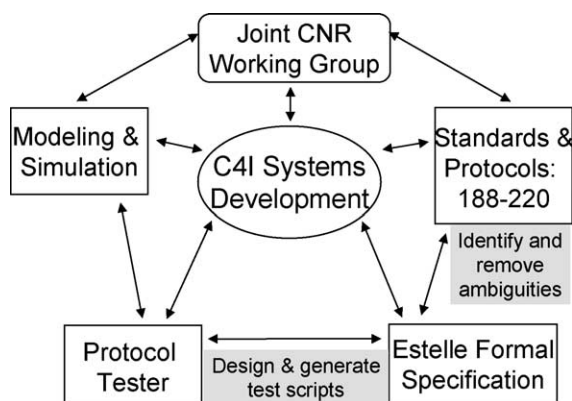 Joint CNR
Working Group
Modeling &
Simulation
C4I Systems
Development
Standards &
Protocols:
188-220
Identify and
remove
ambiguities
Protocol
Tester
Design & generate
test scripts
Estelle Formal
Specification